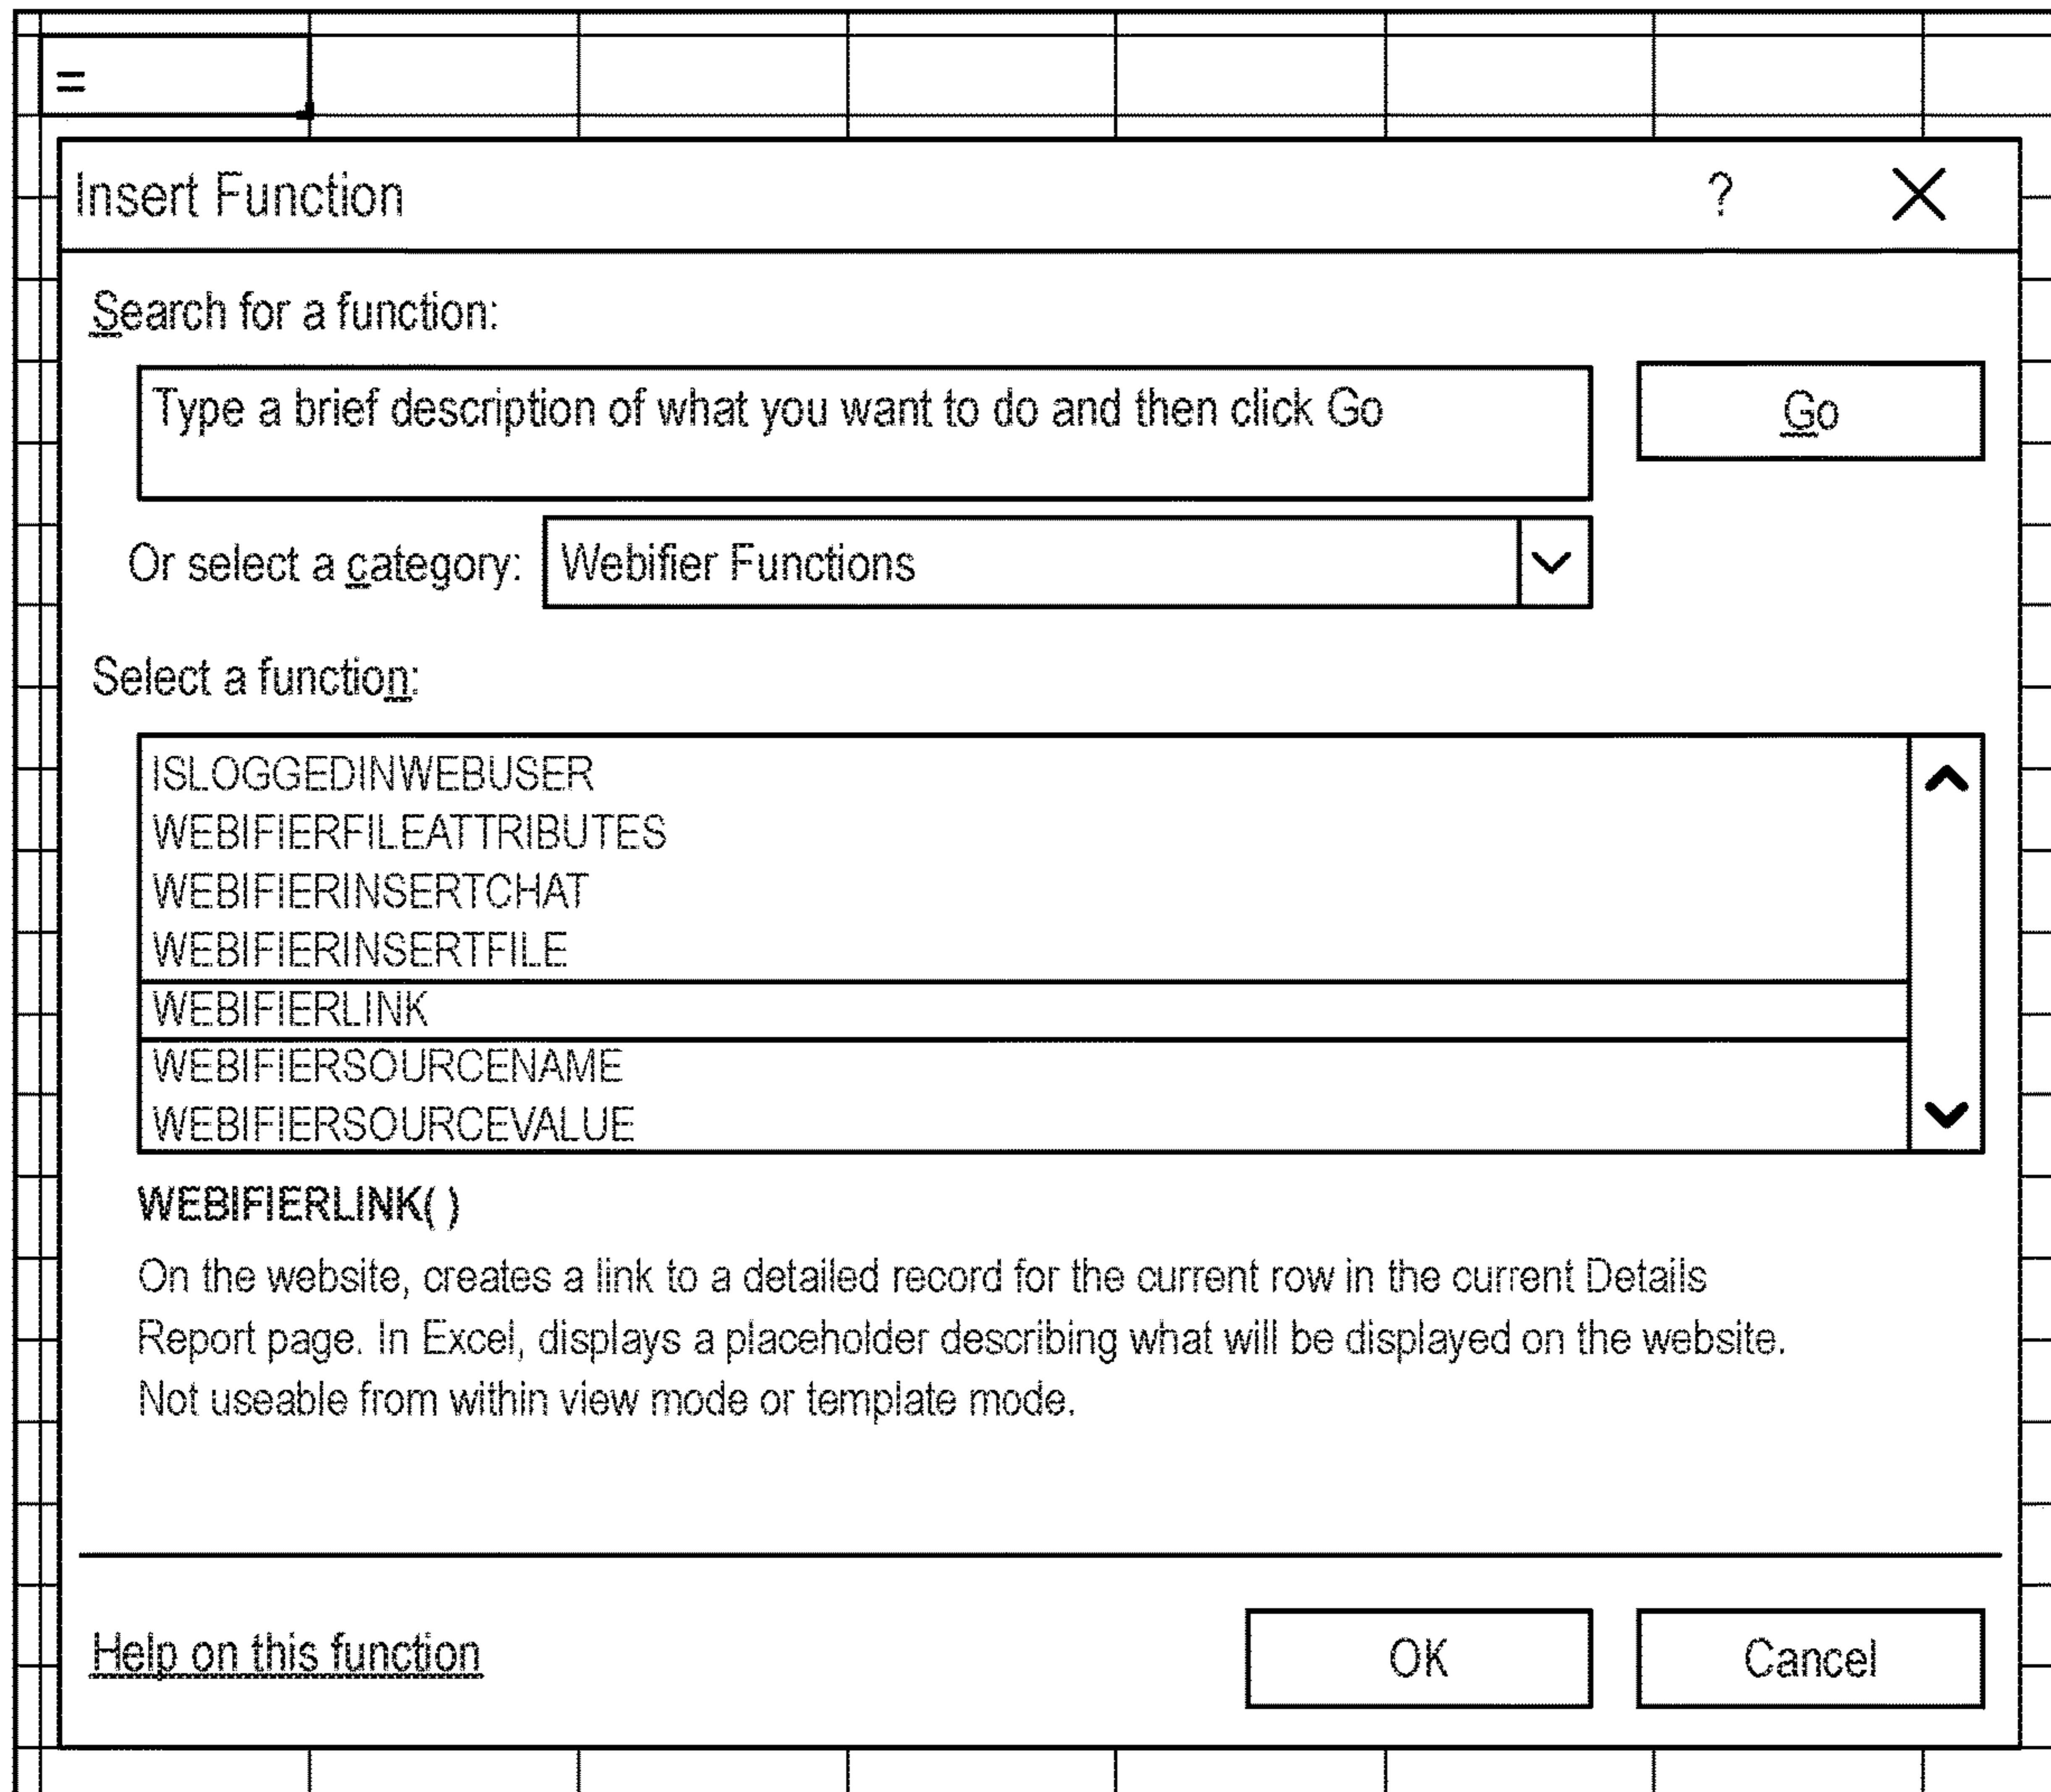 =
Insert Function ? X
Search for a function:
Type a brief description of what you want to do and then click Go
Go
Or select a category: Webifier Functions
Select a function:
ISLOGGEDINWEBUSER
WEBIFIERFILEATTRIBUTES
WEBIFIERINSERTCHAT
WEBIFIERINSERTFILE
WEBIFIERLINK
WEBIFIERSOURCENAME
WEBIFIERSOURCEVALUE
WEBIFIERLINK( )
On the website, creates a link to a detailed record for the current row in the current Details
Report page. In Excel, displays a placeholder describing what will be displayed on the website.
Not useable from within view mode or template mode.
Help on this function
OK Cancel